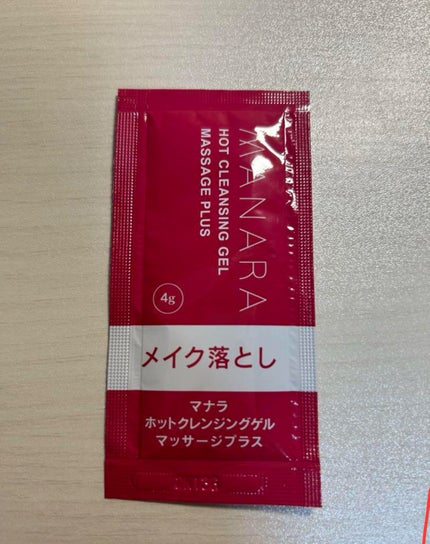 MANARA
HOT CLEANSING GEL
MASSAGE PLUS
4g
メイク落とし
マナラ
ホットクレンジングゲル
マッサージプラス